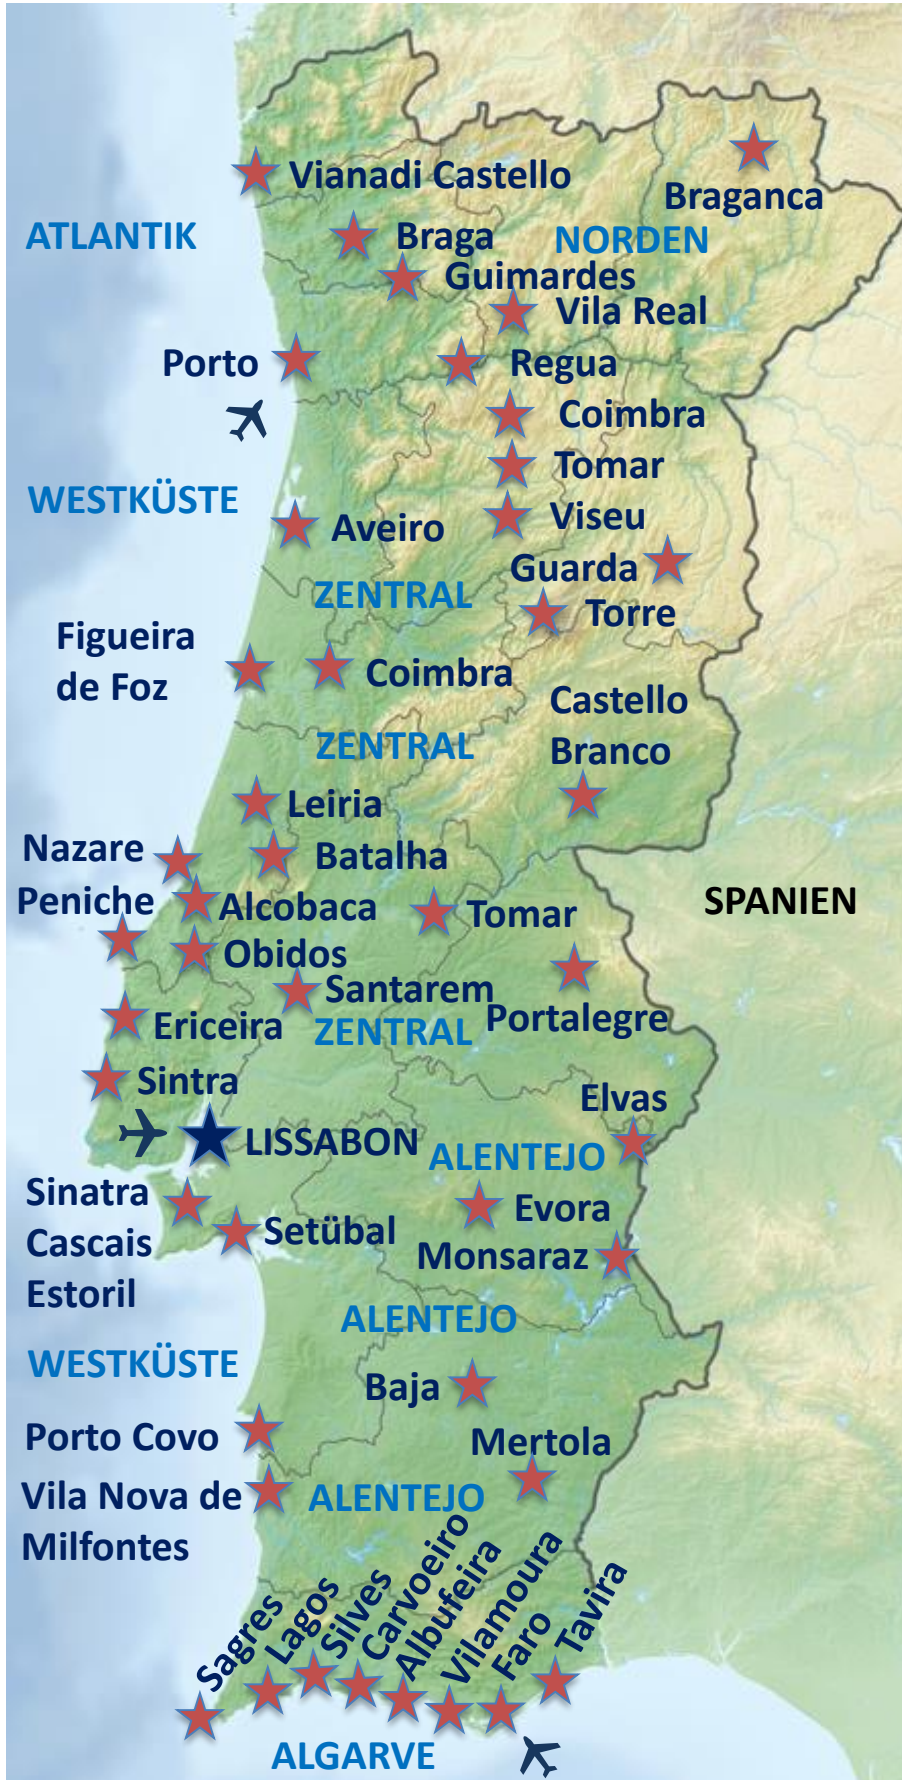 Vianadi Castello
Braganca
ATLANTIK
Braga
NORDEN
Guimardes
Vila Real
Porto
Regua
Coimbra
Tomar
WESTKÜSTE
Viseu
Aveiro
Guarda
ZENTRAL
Torre
Figueira
de Foz
Coimbra
Castello
Branco
ZENTRAL
Leiria
Nazare
Batalha
Peniche
Alcobaca
SPANIEN
Tomar
Obidos
Santarem
Portalegre
Ericeira
ZENTRAL
Sintra
Elvas
LISSABON
ALENTEJO
Sinatra
Cascais
Estoril
Evora
Setübal
Monsaraz
ALENTEJO
WESTKÜSTE
Baja
Porto Covo
Mertola
Vila Nova de
Milfontes
ALENTEJO
Sagres
Lagos
Silves
Carvoeiro
Albufeira
Vilamoura
Faro
Tavira
ALGARVE